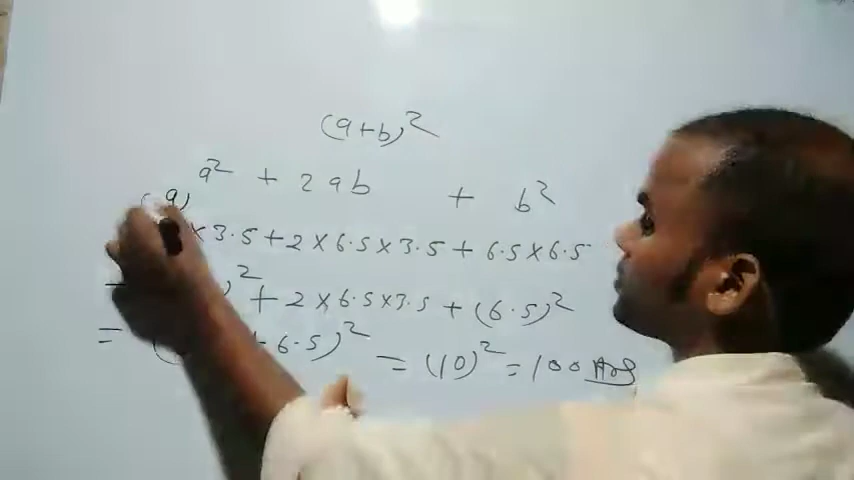 (a+b)²
a² + 2ab + b²
(a)
×3.5+2×6.5×3.5+6.5×6.5
)²+2×6.5×3.5+(6.5)²
= ( 6.5)² =(10)²=100 Ans